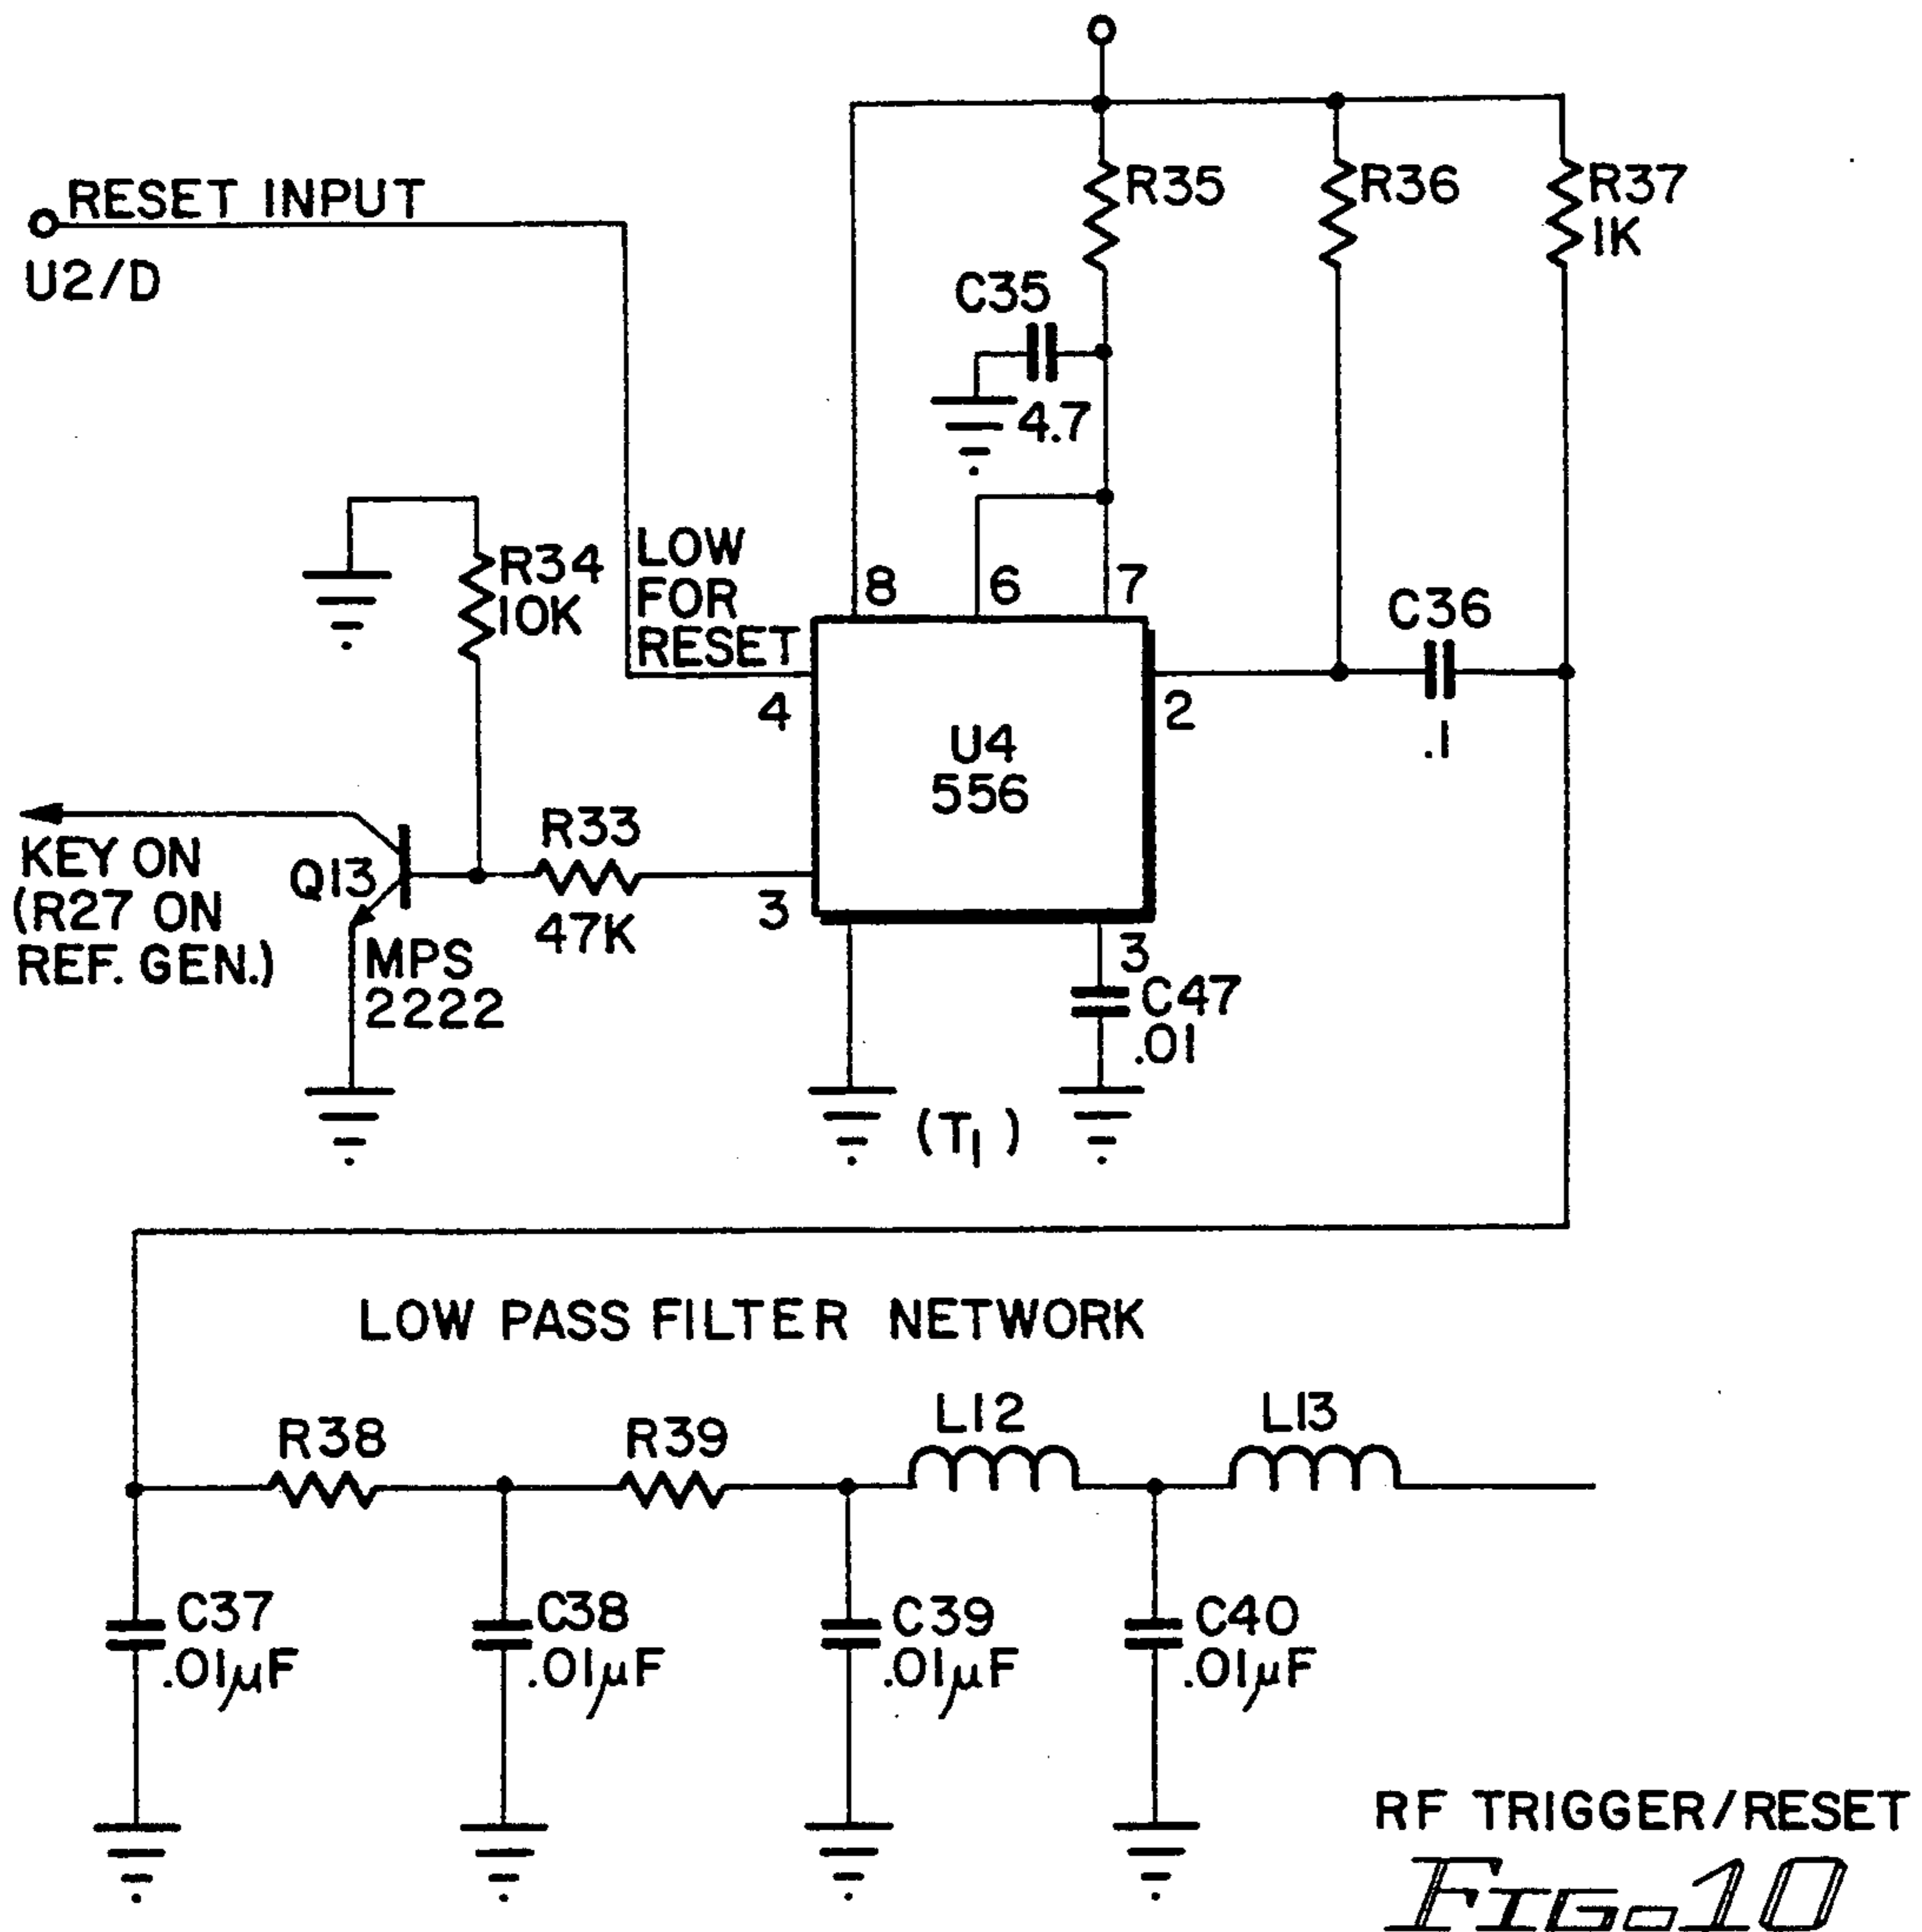 RESET INPUT
U2/D
R35
R36
R37
1K
C35
4.7
R34
10K
LOW
FOR
RESET
8
6
7
C36
.1
4
2
U4
556
KEY ON
(R27 ON
REF. GEN.)
Q13
MPS
2222
R33
47K
3
3
C47
.01
(T1)
LOW PASS FILTER NETWORK
R38
R39
L12
L13
C37
.01µF
C38
.01µF
C39
.01µF
C40
.01µF
RF TRIGGER/RESET
FIG. 10